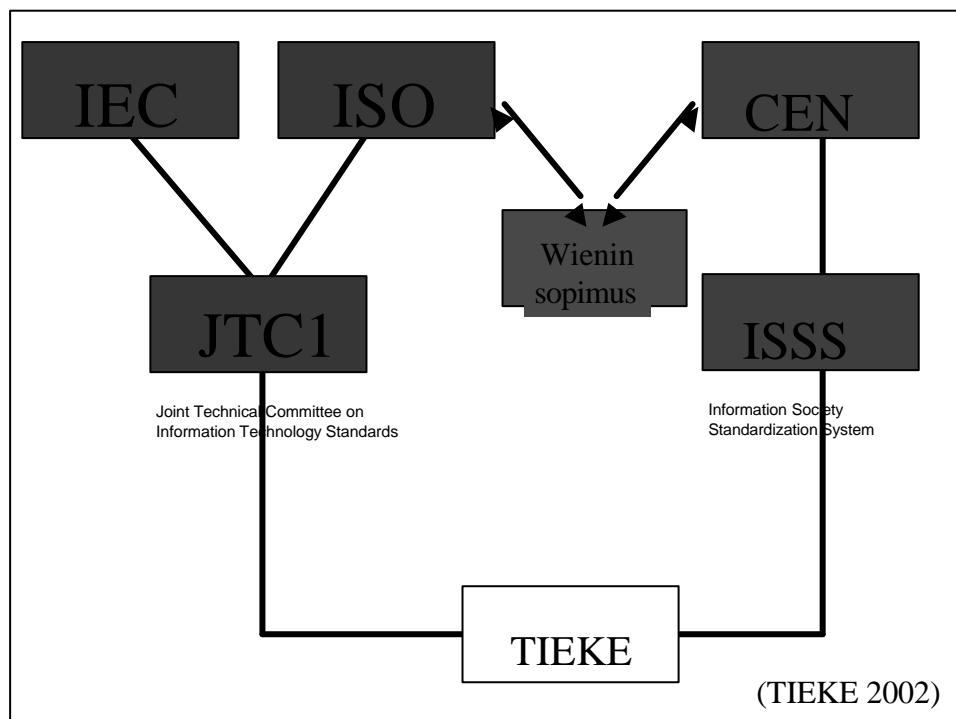 IEC
ISO
CEN
Wienin
sopimus
JTC1
ISSS
Joint Technical Committee on
Information Technology Standards
Information Society
Standardization System
TIEKE
(TIEKE 2002)